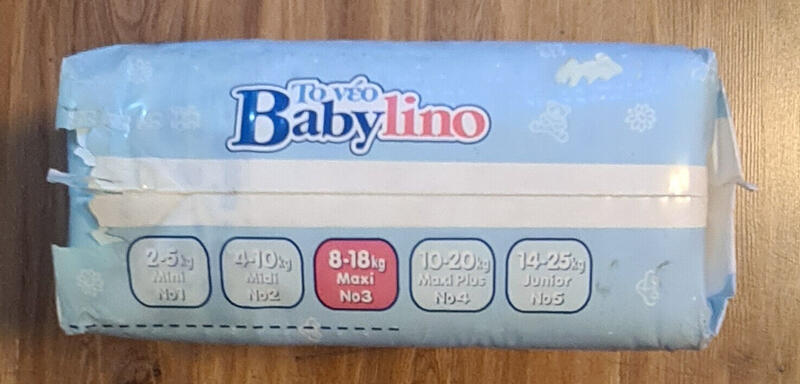 Το νέο
Babylino
2-5kg
Mini
No1
4-10kg
Midi
No2
8-18kg
Maxi
No3
10-20kg
Maxi Plus
No4
14-25kg
Junior
No5